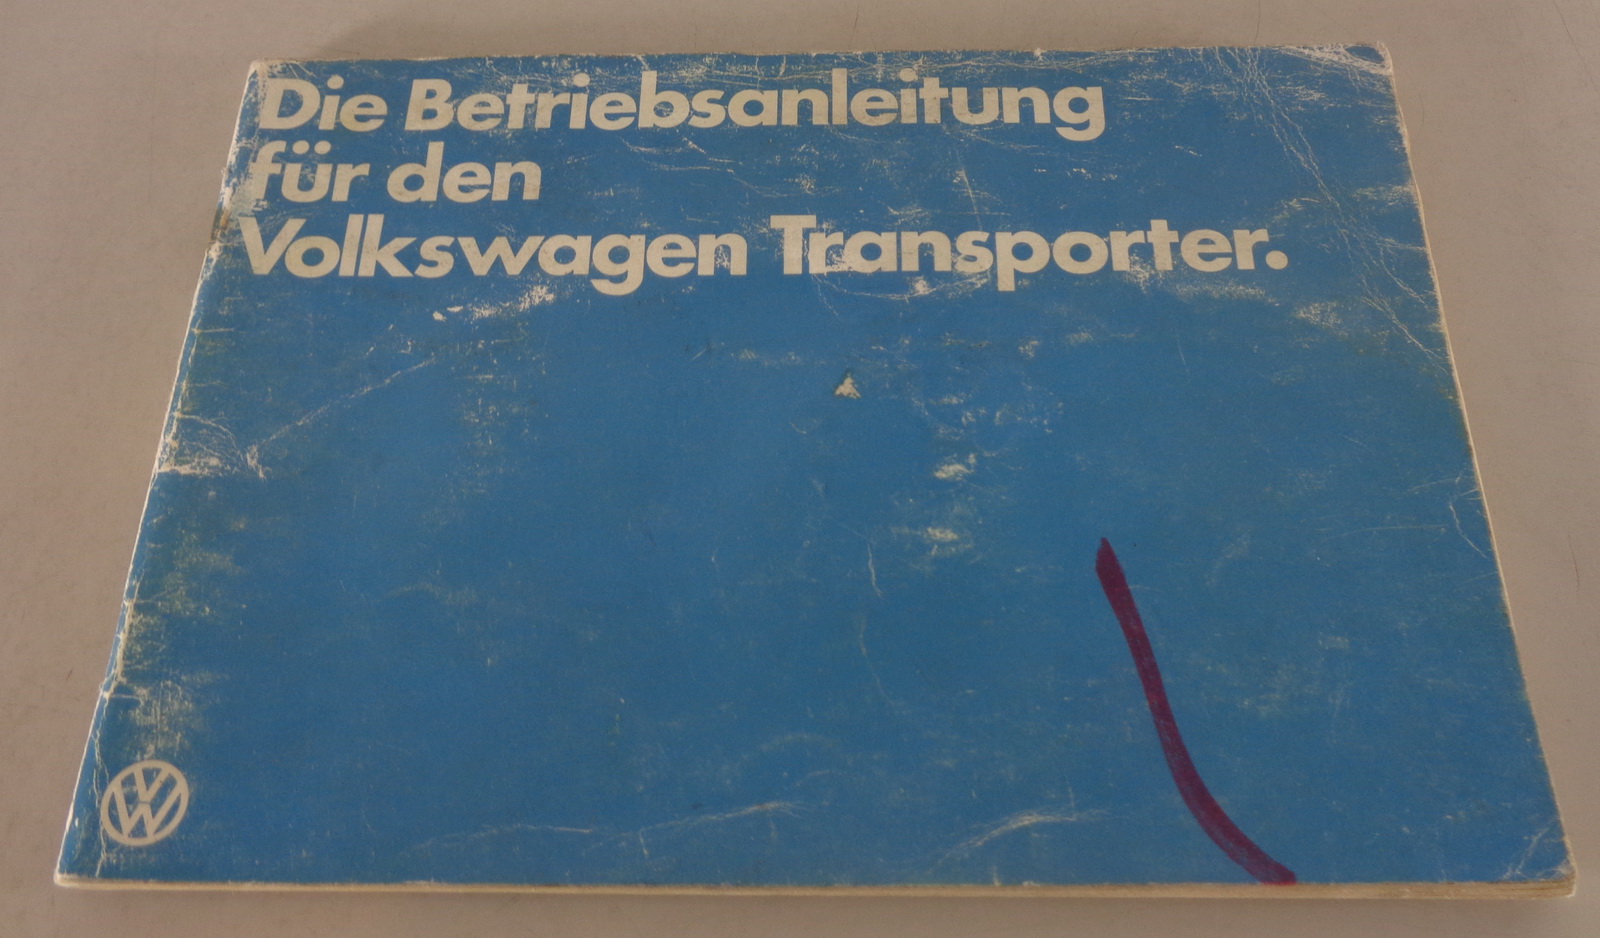 Die Betriebsanleitung
für den
Volkswagen Transporter.
VW